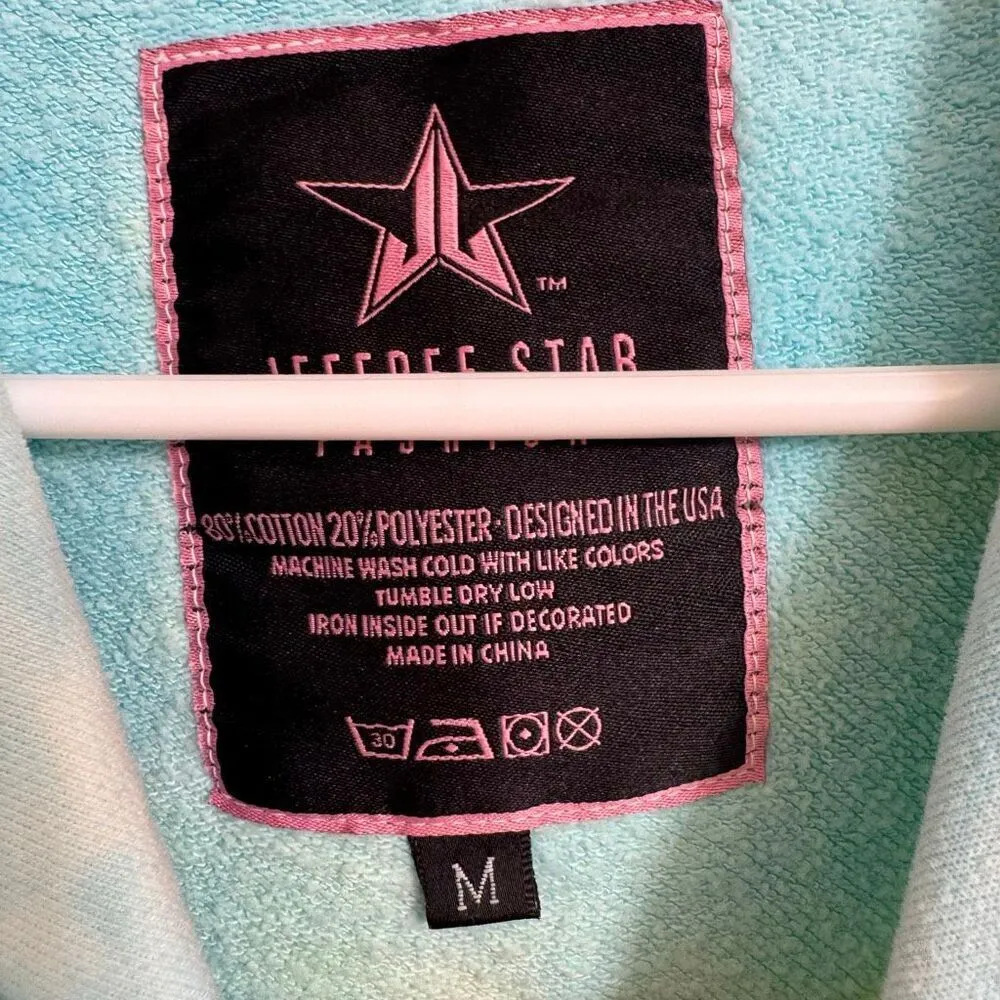 TM
JEFFREE STAR
FASHION
80% COTTON 20% POLYESTER • DESIGNED IN THE USA
MACHINE WASH COLD WITH LIKE COLORS
TUMBLE DRY LOW
IRON INSIDE OUT IF DECORATED
MADE IN CHINA
30
M